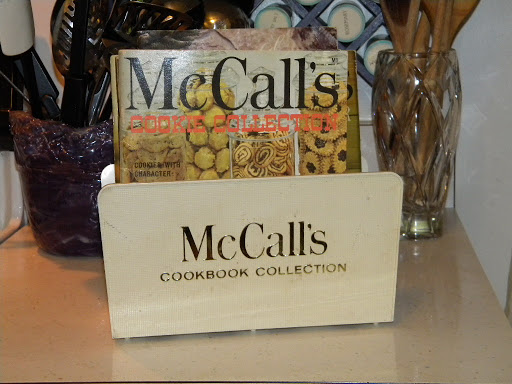 McCall's
COOKIE COLLECTION
COOKIES WITH
CHARACTER
McCall's
COOKBOOK COLLECTION